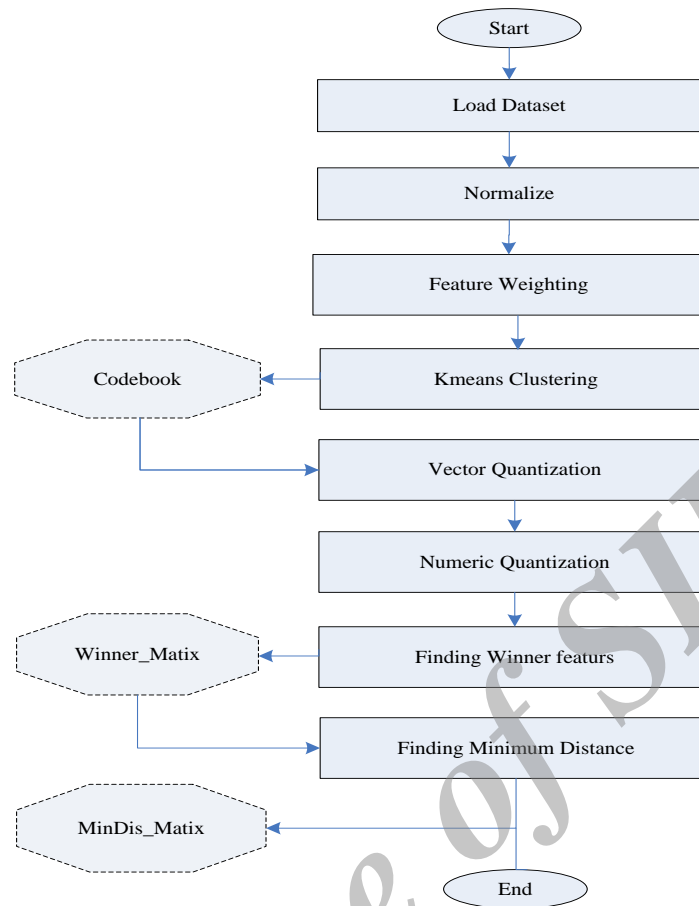 Start
Load Dataset
Normalize
Feature Weighting
Codebook
Kmeans Clustering
Vector Quantization
Numeric Quantization
Winner_Matix
Finding Winner featurs
Finding Minimum Distance
MinDis_Matix
End
of